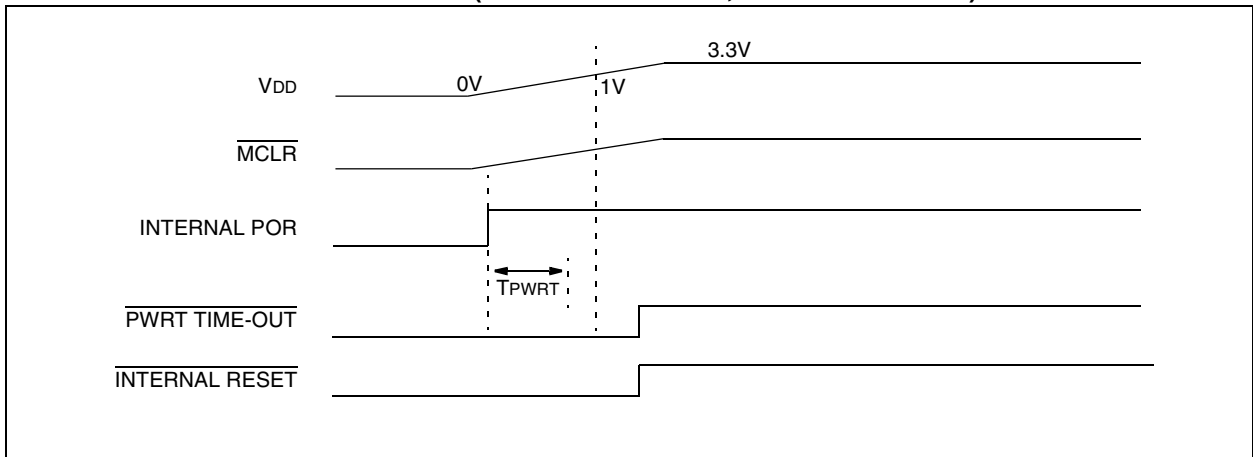 3.3V
VDD
0V
1V
MCLR
INTERNAL POR
TPWRT
PWRT TIME-OUT
INTERNAL RESET